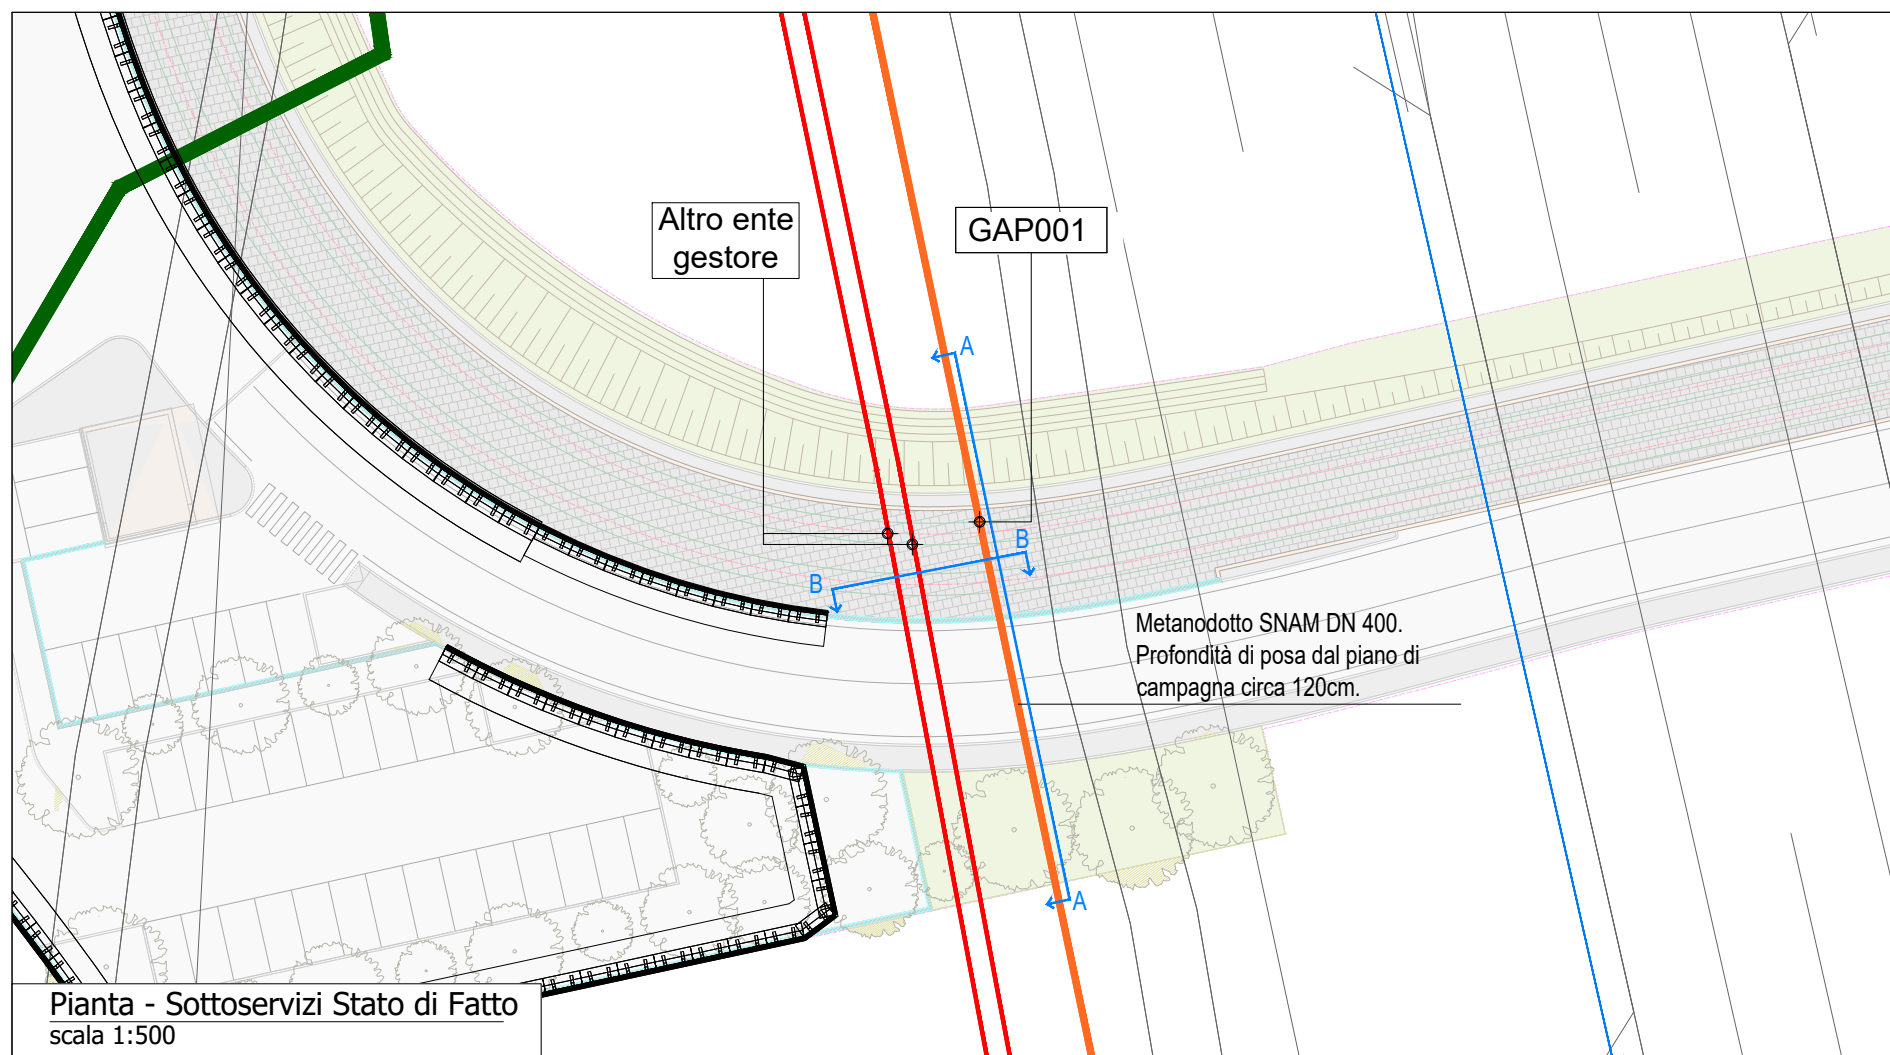 Altro ente
gestore
GAP001
A
B
B
Metanodotto SNAM DN 400.
Profondità di posa dal piano di
campagna circa 120cm.
A
Pianta - Sottoservizi Stato di Fatto
scala 1:500